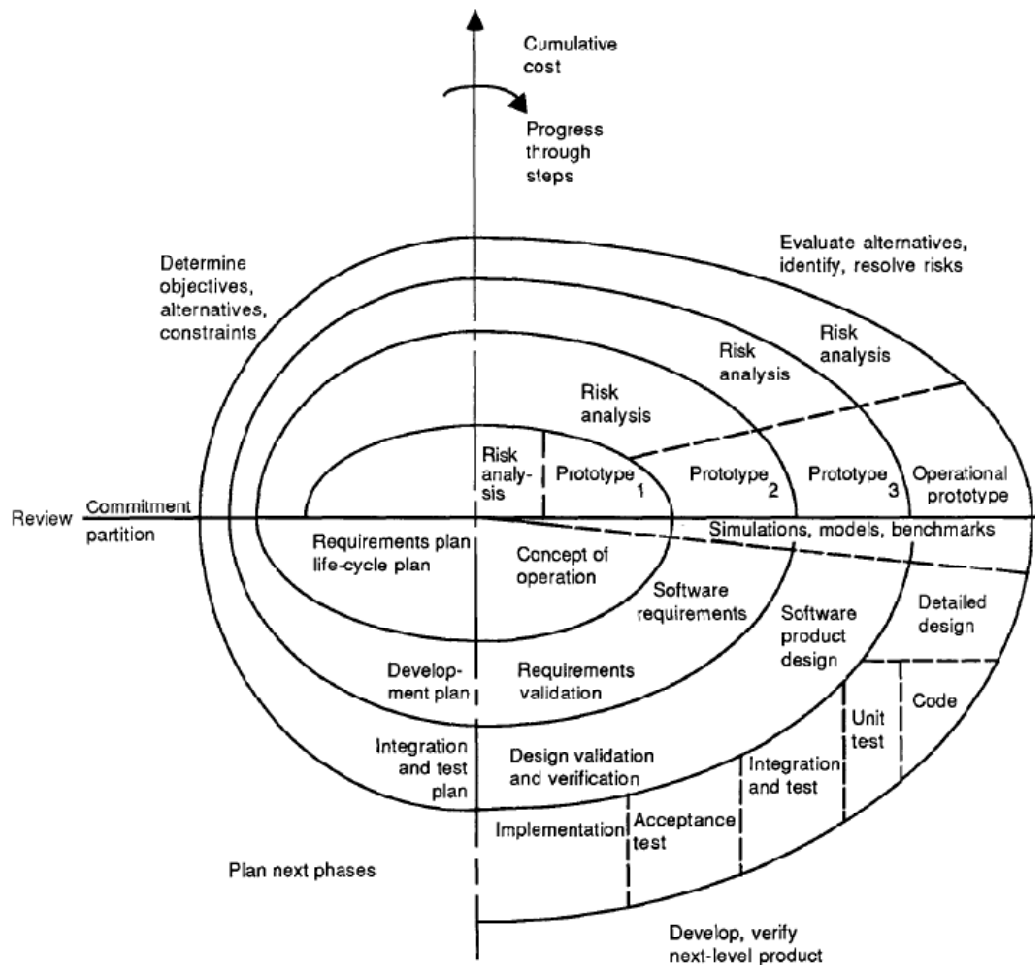 Cumulative
cost
Progress
through
steps
Evaluate alternatives,
identify, resolve risks
Determine
objectives,
alternatives,
constraints
Risk
analysis
Risk
analysis
Risk
analysis
Risk
analy-
sis
Prototype 1
Prototype 2
Prototype 3
Operational
prototype
Review
Commitment
partition
Simulations, models, benchmarks
Requirements plan
life-cycle plan
Concept of
operation
Software
requirements
Software
product
design
Detailed
design
Develop-
ment plan
Requirements
validation
Code
Unit
test
Integration
and test
plan
Design validation
and verification
Integration
and test
Acceptance
test
Implementation
Plan next phases
Develop, verify
next-level product